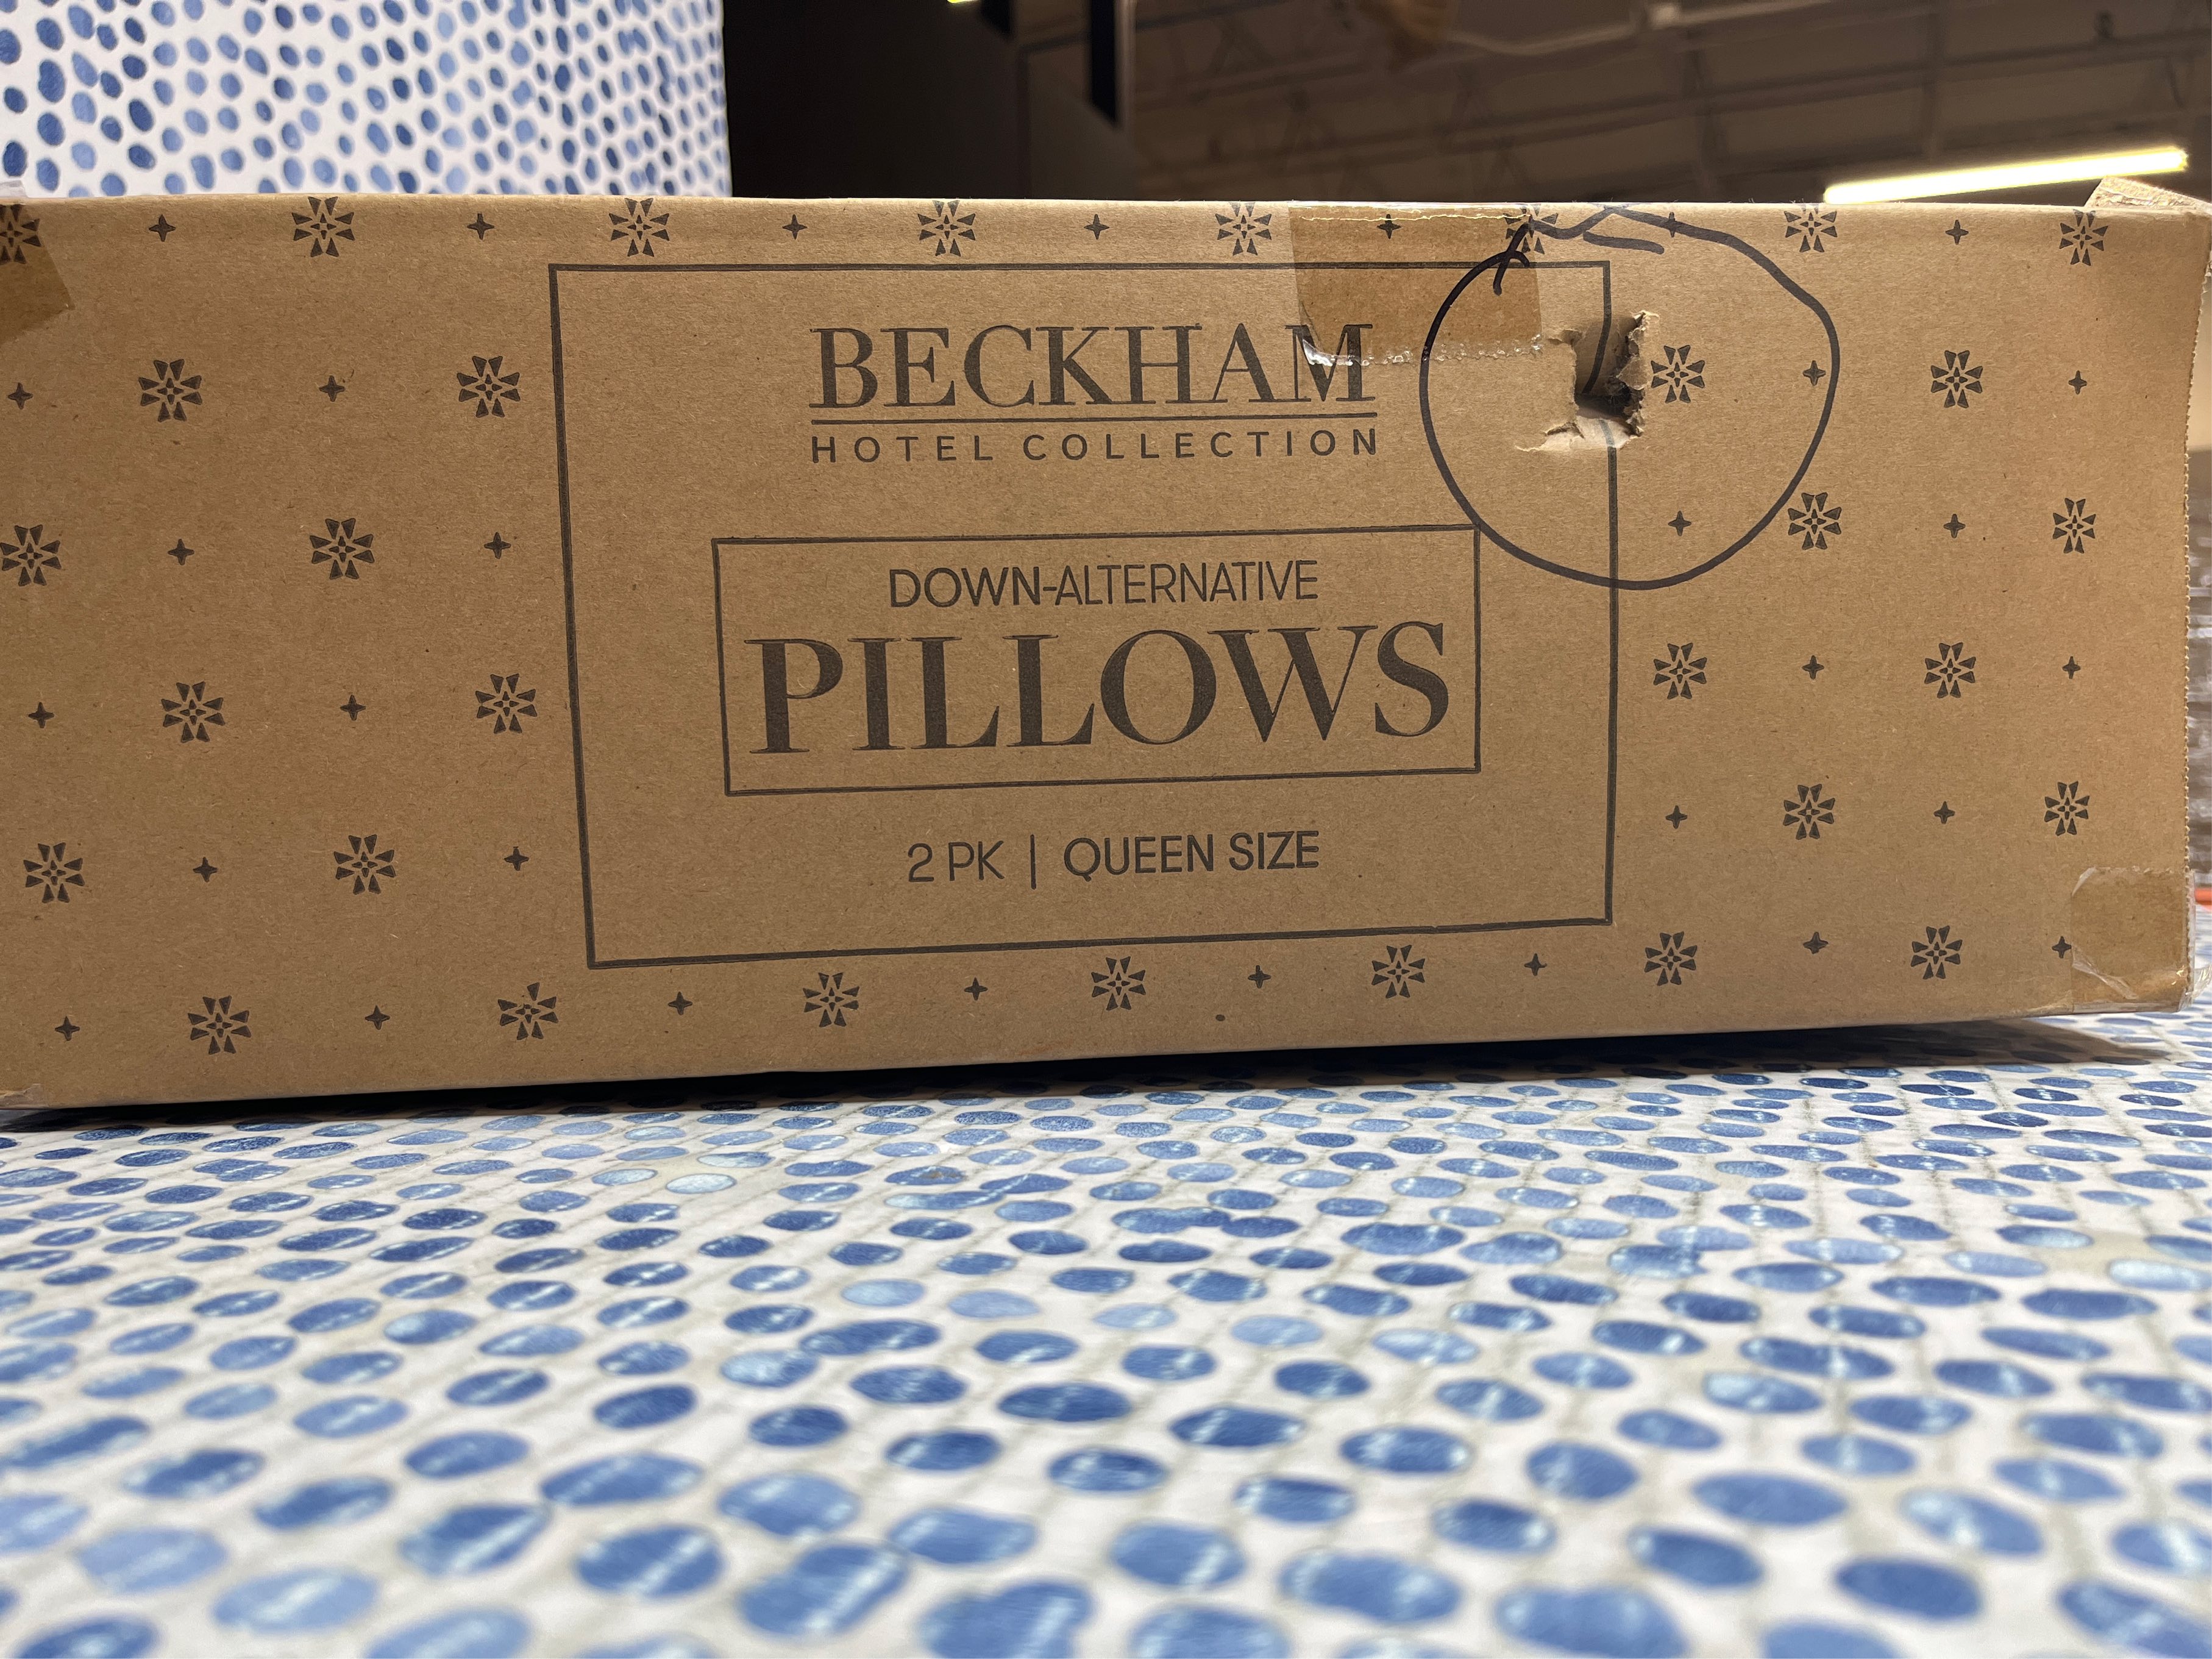 BECKHAM
HOTEL COLLECTION
DOWN-ALTERNATIVE
PILLOWS
2 PK | QUEEN SIZE